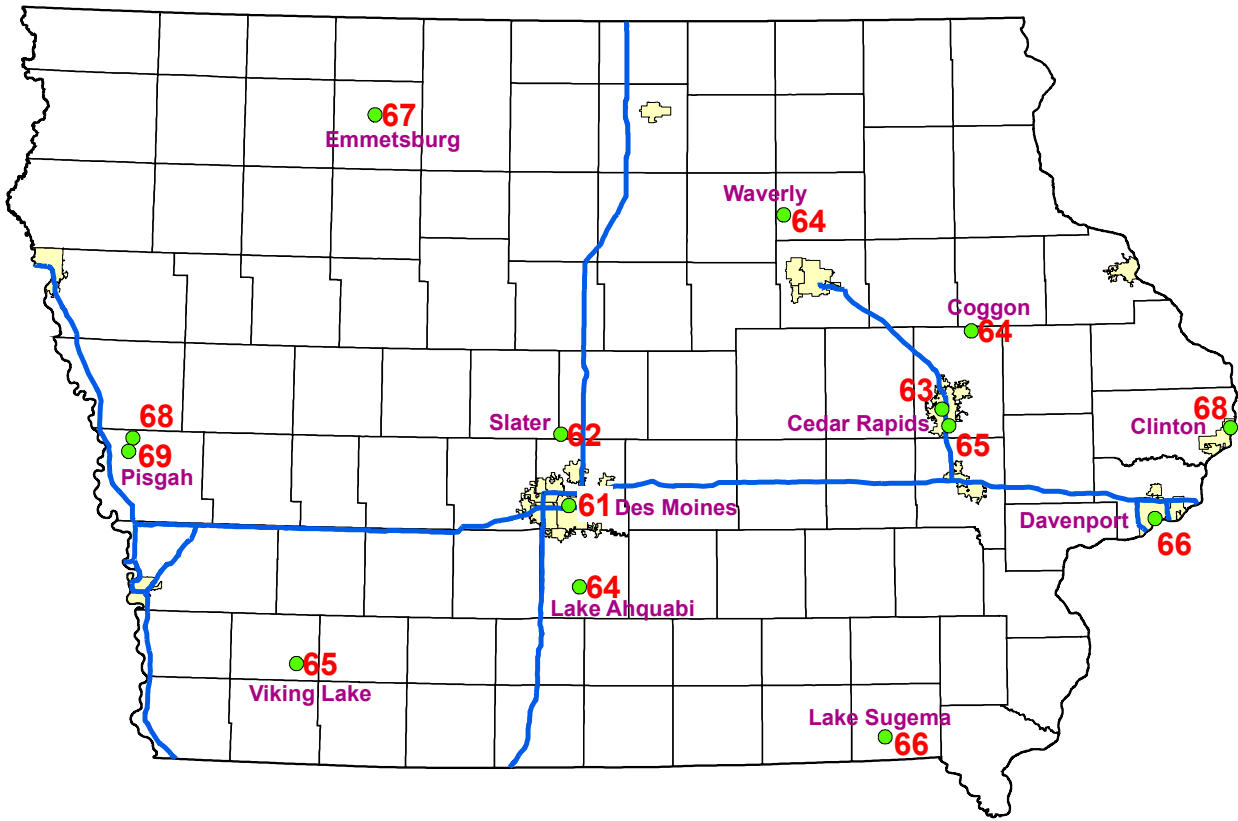 67
Emmetsburg
Waverly
64
Coggon
64
63
Cedar Rapids
65
68
Clinton
68
69
Pisgah
Slater
62
61 Des Moines
Davenport
66
64
Lake Ahquabi
65
Viking Lake
Lake Sugema
66